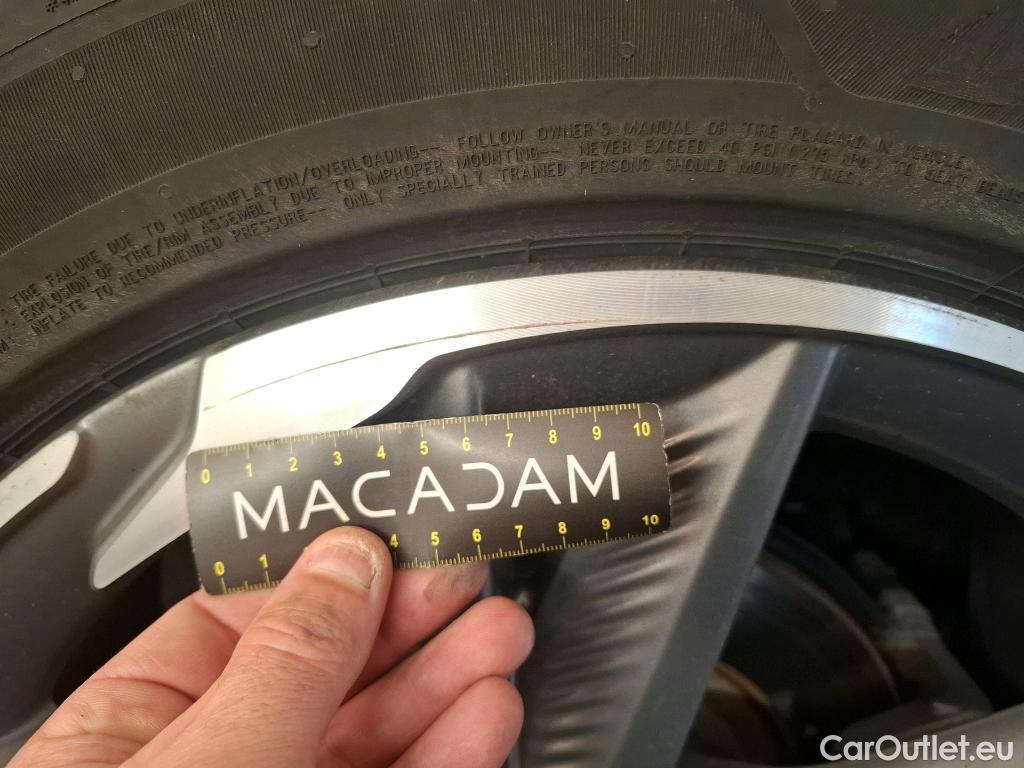 TIRE FAILURE DUE TO UNDERINFLATION/OVERLOADING-- FOLLOW OWNER'S MANUAL OR TIRE PLACARD IN VEHICLE.
EXPLOSION OF TIRE/RIM ASSEMBLY DUE TO IMPROPER MOUNTING-- NEVER EXCEED 40 PSI (275 KPa) TO SEAT BEADS
INFLATE TO RECOMMENDED PRESSURE-- ONLY SPECIALLY TRAINED PERSONS SHOULD MOUNT TIRES.
0 1 2 3 4 5 6 7 8 9 10
MACADAM
0 1 4 5 6 7 8 9 10
CarOutlet.eu